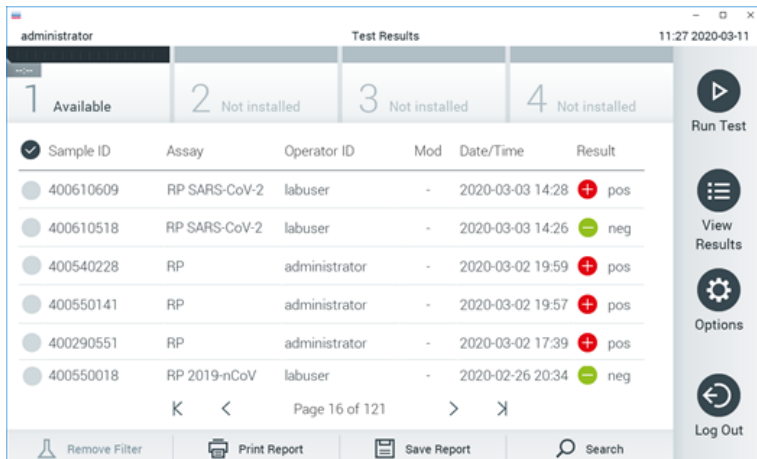 administrator Test Results 11:27 2020-03-11
1 Available 2 Not installed 3 Not installed 4 Not installed
Run Test
Sample ID Assay Operator ID Mod Date/Time Result
400610609 RP SARS-CoV-2 labuser - 2020-03-03 14:28 pos
400610518 RP SARS-CoV-2 labuser - 2020-03-03 14:26 neg
View
Results
400540228 RP administrator - 2020-03-02 19:59 pos
400550141 RP administrator - 2020-03-02 19:57 pos
Options
400290551 RP administrator - 2020-03-02 17:39 pos
400550018 RP 2019-nCoV labuser - 2020-02-26 20:34 neg
Page 16 of 121
Log Out
Remove Filter Print Report Save Report Search